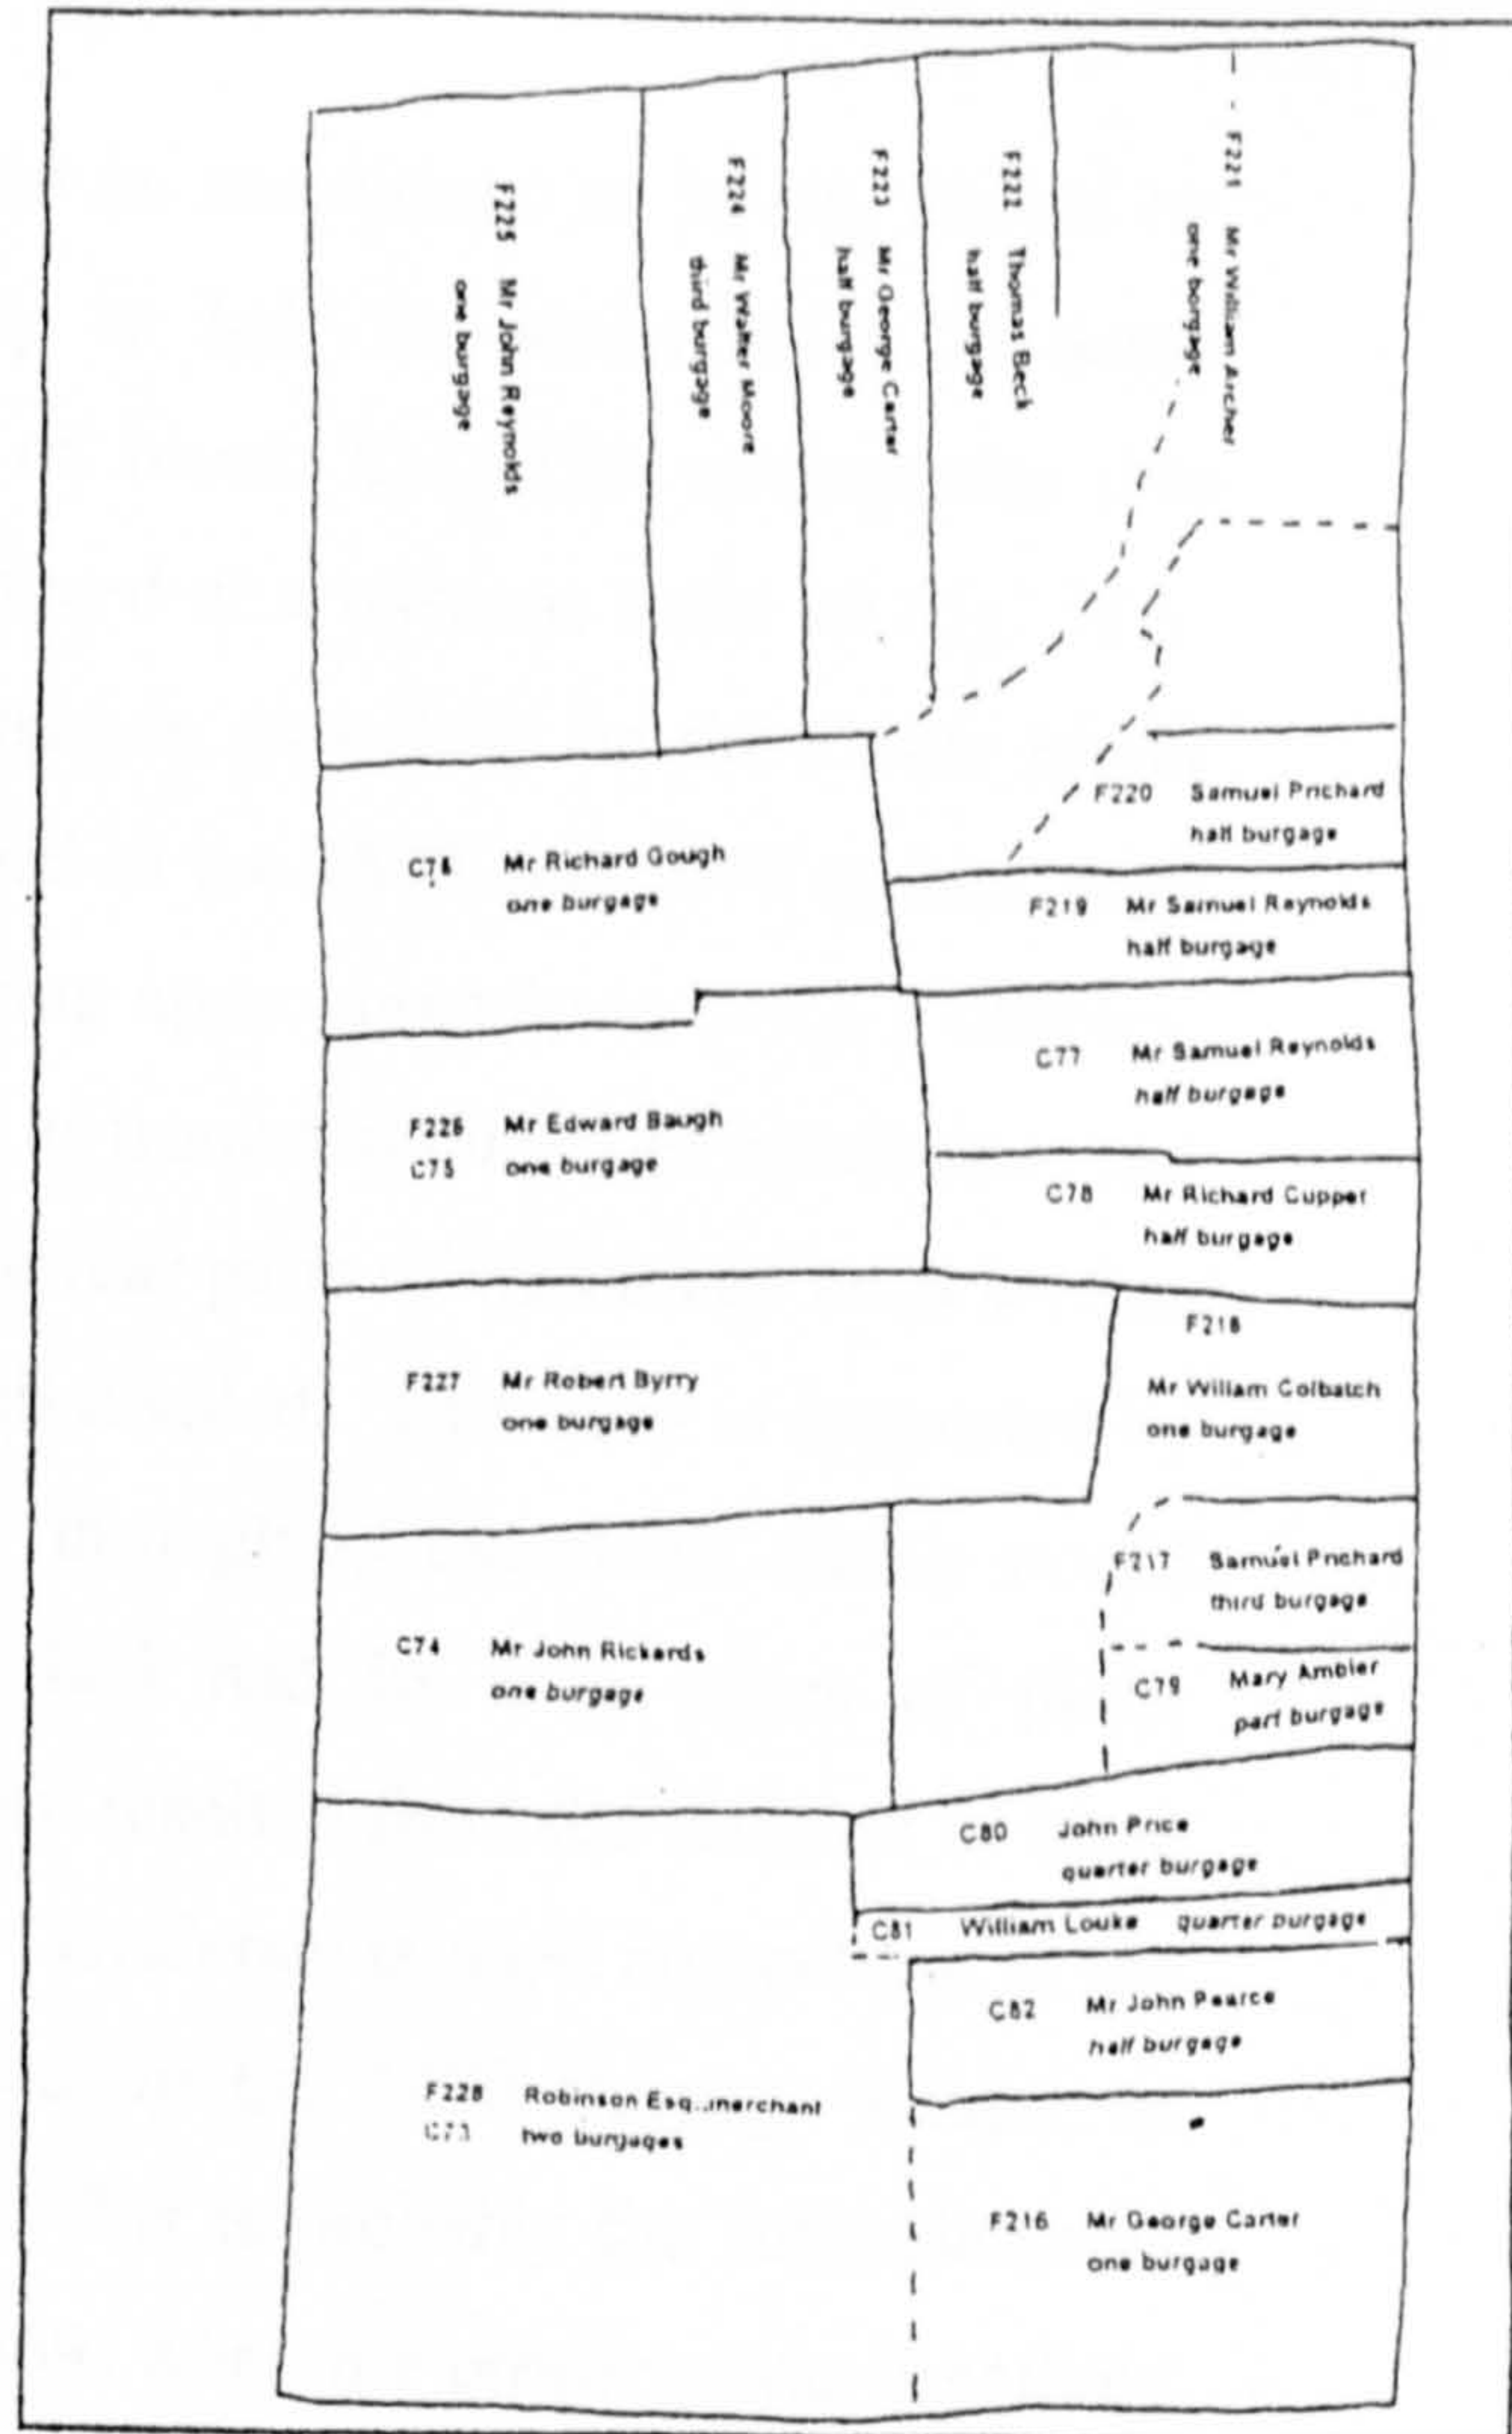 F225 Mr John Reynolds
one burgage
F224 Mr Walter Moore
third burgage
F223 Mr George Carter
half burgage
F222 Thomas Beck
half burgage
F221 Mr William Archer
one borgage
F220 Samuel Prichard
half burgage
C76 Mr Richard Gough
one burgage
F219 Mr Samuel Reynolds
half burgage
C77 Mr Samuel Reynolds
half burgage
F226 Mr Edward Baugh
C75 one burgage
C78 Mr Richard Cupper
half burgage
F218
Mr Wiliam Colbatch
one burgage
F227 Mr Robert Byrry
one burgage
F217 Samuel Prichard
third burgage
C74 Mr John Rickards
one burgage
C79 Mary Ambler
part burgage
C80 John Price
quarter burgage
C81 William Louke quarter burgage
C82 Mr John Pearce
half burgage
F228 Robinson Esq..merchant
C73 two burgages
F216 Mr George Carter
one burgage